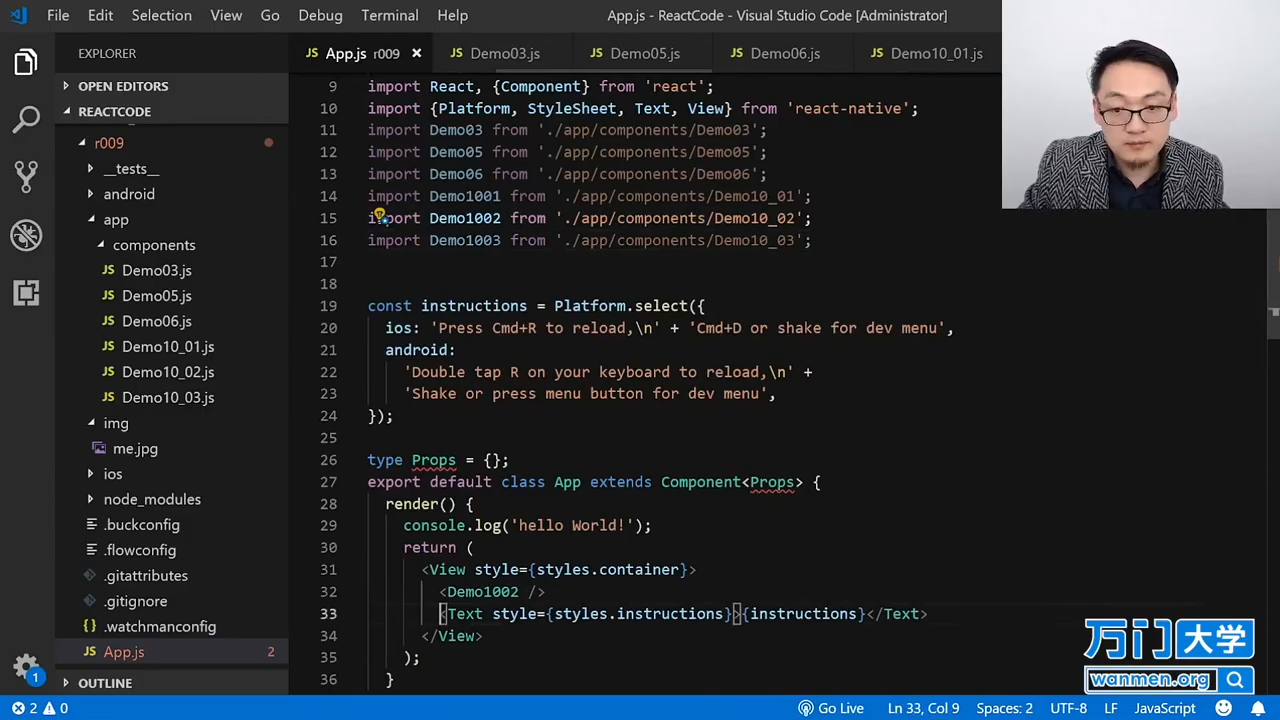 File Edit Selection View Go Debug Terminal Help
App.js - ReactCode - Visual Studio Code [Administrator]
EXPLORER
JS App.js r009 ×
JS Demo03.js
JS Demo05.js
JS Demo06.js
JS Demo10_01.js
OPEN EDITORS
REACTCODE
r009
__tests__
android
app
components
JS Demo03.js
JS Demo05.js
JS Demo06.js
JS Demo10_01.js
JS Demo10_02.js
JS Demo10_03.js
img
me.jpg
ios
node_modules
.buckconfig
.flowconfig
.gitattributes
.gitignore
.watchmanconfig
JS App.js 2
OUTLINE
1
9 import React, {Component} from 'react';
10 import {Platform, StyleSheet, Text, View} from 'react-native';
11 import Demo03 from './app/components/Demo03';
12 import Demo05 from './app/components/Demo05';
13 import Demo06 from './app/components/Demo06';
14 import Demo1001 from './app/components/Demo10_01';
15 import Demo1002 from './app/components/Demo10_02';
16 import Demo1003 from './app/components/Demo10_03';
17
18
19 const instructions = Platform.select({
20 ios: 'Press Cmd+R to reload,\n' + 'Cmd+D or shake for dev menu',
21 android:
22 'Double tap R on your keyboard to reload,\n' +
23 'Shake or press menu button for dev menu',
24 });
25
26 type Props = {};
27 export default class App extends Component<Props> {
28 render() {
29 console.log('hello World!');
30 return (
31 <View style={styles.container}>
32 <Demo1002 />
33 <Text style={styles.instructions}>{instructions}</Text>
34 </View>
35 );
36 }
万门大学
wanmen.org
2 0
Go Live
Ln 33, Col 9
Spaces: 2
UTF-8
LF
JavaScript